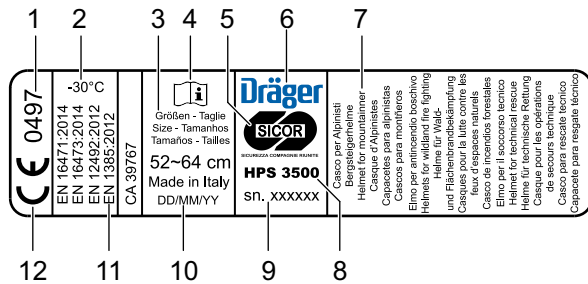 1 2 3 4 5 6 7
CE 0497
-30°C
EN 16471:2014
EN 16473:2014
EN 12492:2012
EN 1385:2012
CA 39767
Größen - Taglie
Size - Tamanhos
Tamaños - Tailles
52~64 cm
Made in Italy
DD/MM/YY
Dräger
SICOR
SICUREZZA COMPAGNIE RIUNITE
HPS 3500
sn. xxxxxx
Casco per Alpinisti
Bergsteigerhelme
Helmet for mountainner
Casque d'Alpinistes
Capacetes para alpinistas
Cascos para montñeros
Elmo per antincendio boschivo
Helmets for wildland fire fighting
Helme für Wald-
und Flächenbrandbekämpfung
Casques pour la lutte contre les
feux d'espaces naturels
Casco de incendios forestales
Elmo per il soccorso tecnico
Helmet for technical rescue
Helme für technische Rettung
Casque pour les opérations
de secours technique
Casco para rescate tecnico
Capacete para resgate técnico
12 11 10 9 8